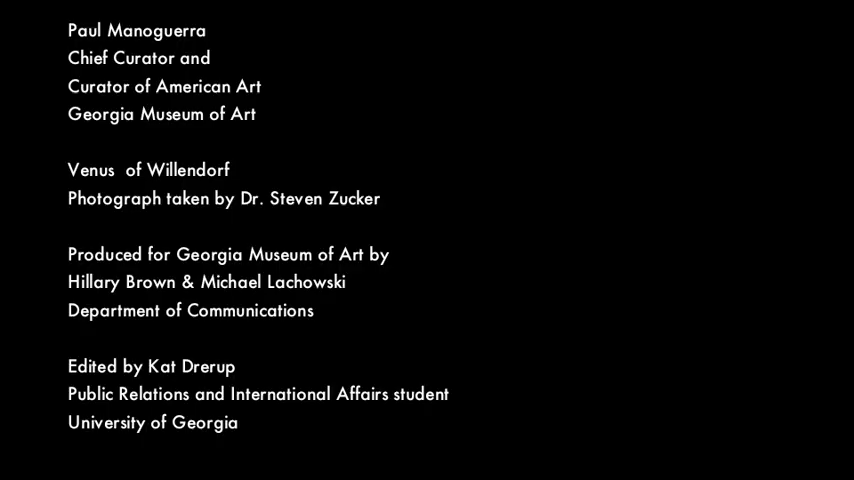 Paul Manoguerra
Chief Curator and
Curator of American Art
Georgia Museum of Art
Venus  of Willendorf
Photograph taken by Dr. Steven Zucker
Produced for Georgia Museum of Art by
Hillary Brown & Michael Lachowski
Department of Communications
Edited by Kat Drerup
Public Relations and International Affairs student
University of Georgia